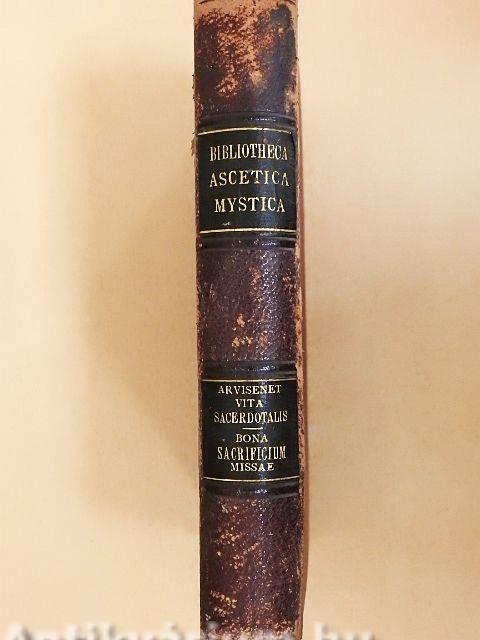 BIBLIOTHECA
ASCETICA
MYSTICA
ARVISENET
VITA
SACERDOTALIS
BONA
SACRIFICIUM
MISSAE